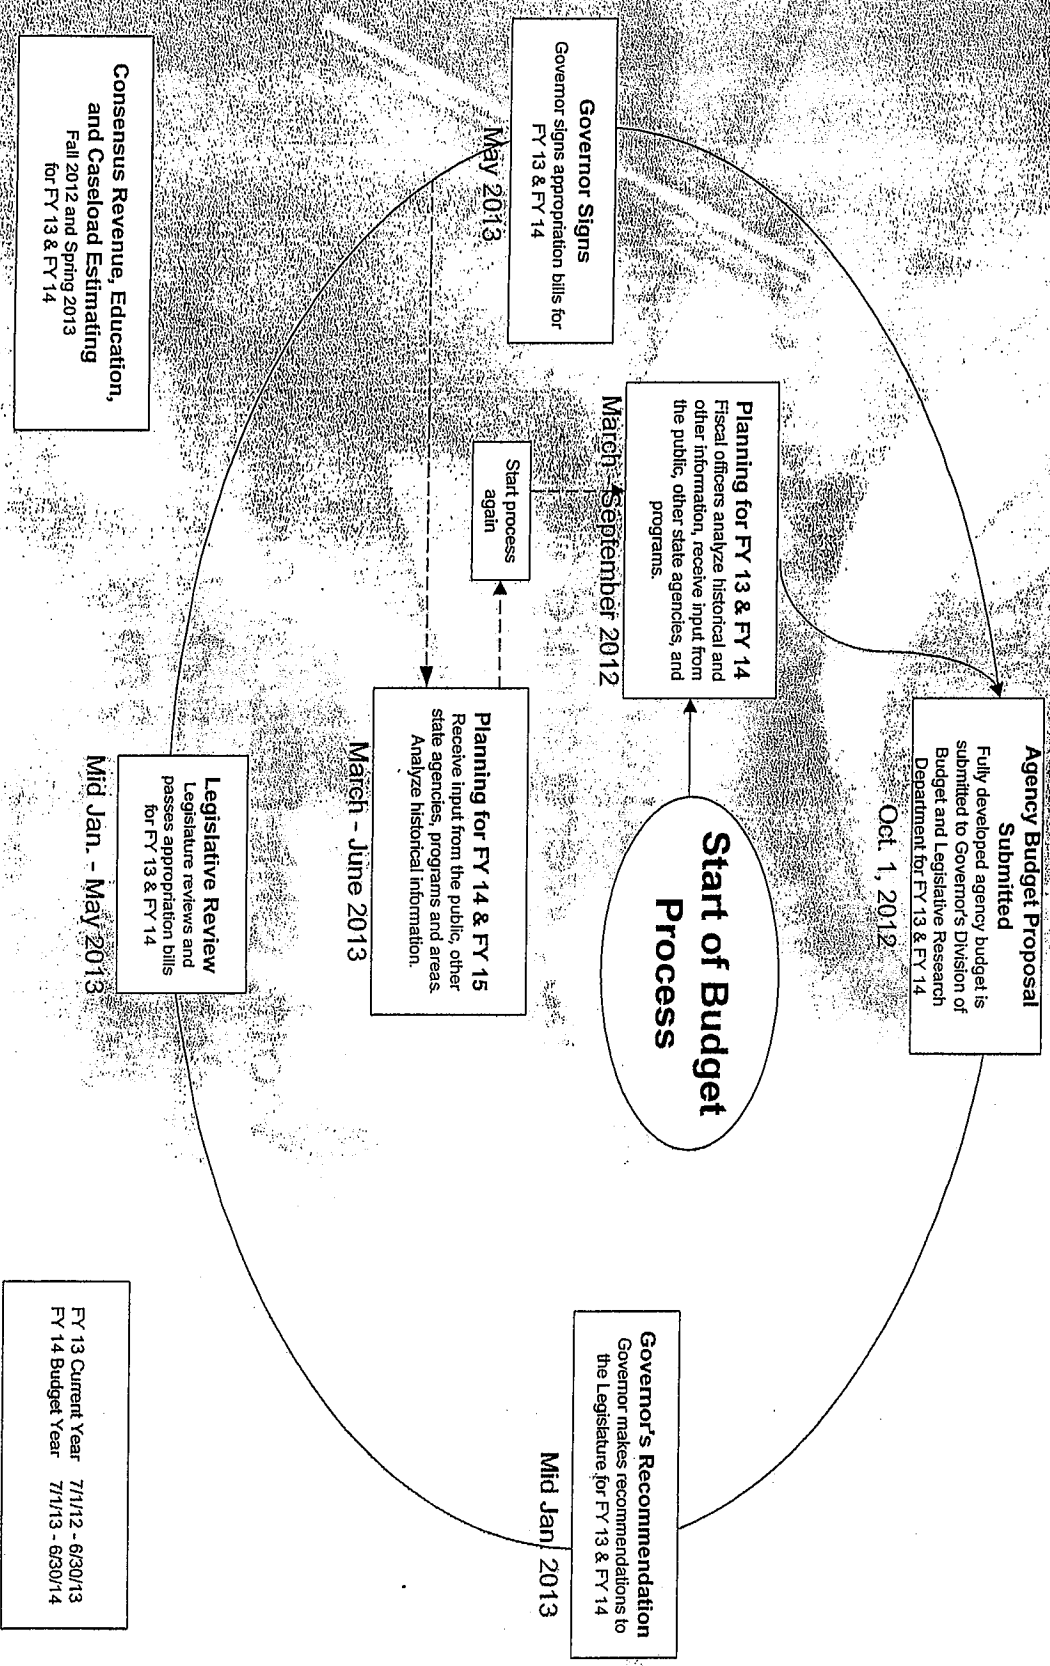 Agency Budget Proposal
Submitted
Fully developed agency budget is
submitted to Governor's Division of
Budget and Legislative Research
Department for FY 13 & FY 14
Oct. 1, 2012
Start of Budget
Process
Planning for FY 13 & FY 14
Fiscal officers analyze historical and
other information, receive input from
the public, other state agencies, and
programs.
March - September 2012
Governor's Recommendation
Governor makes recommendations to
the Legislature for FY 13 & FY 14
Mid Jan 2013
Governor Signs
Governor signs appropriation bills for
FY 13 & FY 14
May 2013
Start process
again
Planning for FY 14 & FY 15
Receive input from the public, other
state agencies, programs and areas.
Analyze historical information.
March - June 2013
Legislative Review
Legislature reviews and
passes appropriation bills
for FY 13 & FY 14
Mid Jan. - May 2013
Consensus Revenue, Education,
and Caseload Estimating
Fall 2012 and Spring 2013
for FY 13 & FY 14
FY 13 Current Year 7/1/12 - 6/30/13
FY 14 Budget Year 7/1/13 - 6/30/14